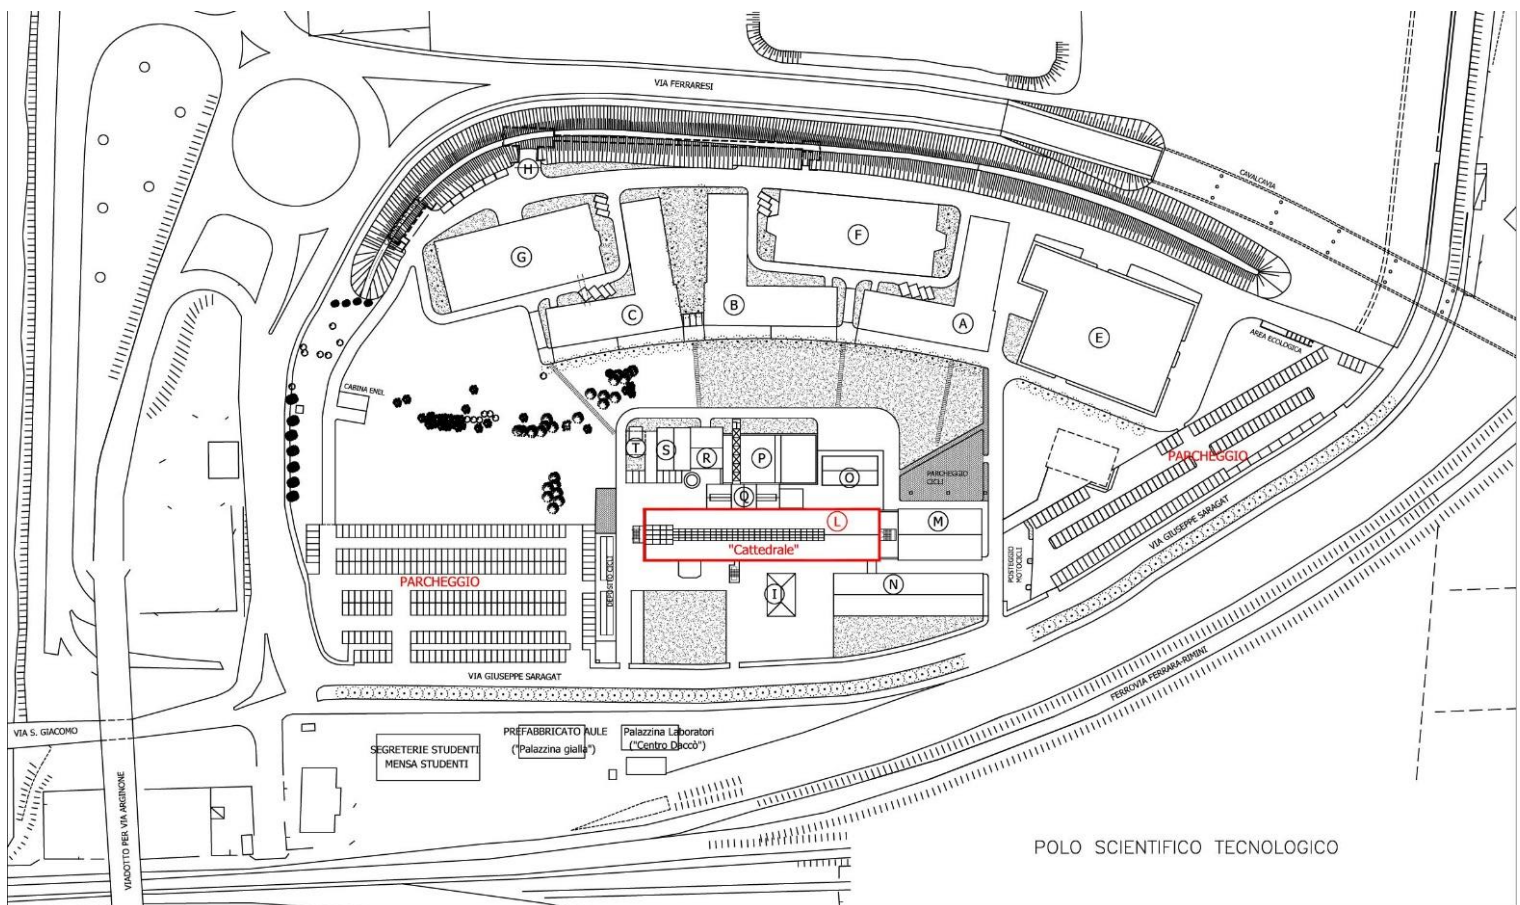 VIA FERRARESI
CAVALCAVIA
H
G
F
C
B
A
E
AREA ECOLOGICA
CABINA ENEL
T
S
R
P
O
PARCHEGGIO
CICLI
PARCHEGGIO
Q
L
M
"Cattedrale"
VIA GIUSEPPE SARAGAT
POSTEGGIO
MOTOCICLI
DEPOSITO CICLI
PARCHEGGIO
I
N
VIA GIUSEPPE SARAGAT
FERROVIA FERRARA-RIMINI
VIA S. GIACOMO
SEGRETERIE STUDENTI
MENSA STUDENTI
PREFABBRICATO AULE
("Palazzina gialla")
Palazzina Laboratori
("Centro Daccò")
VIADOTTO PER VIA ARGINONE
POLO SCIENTIFICO TECNOLOGICO